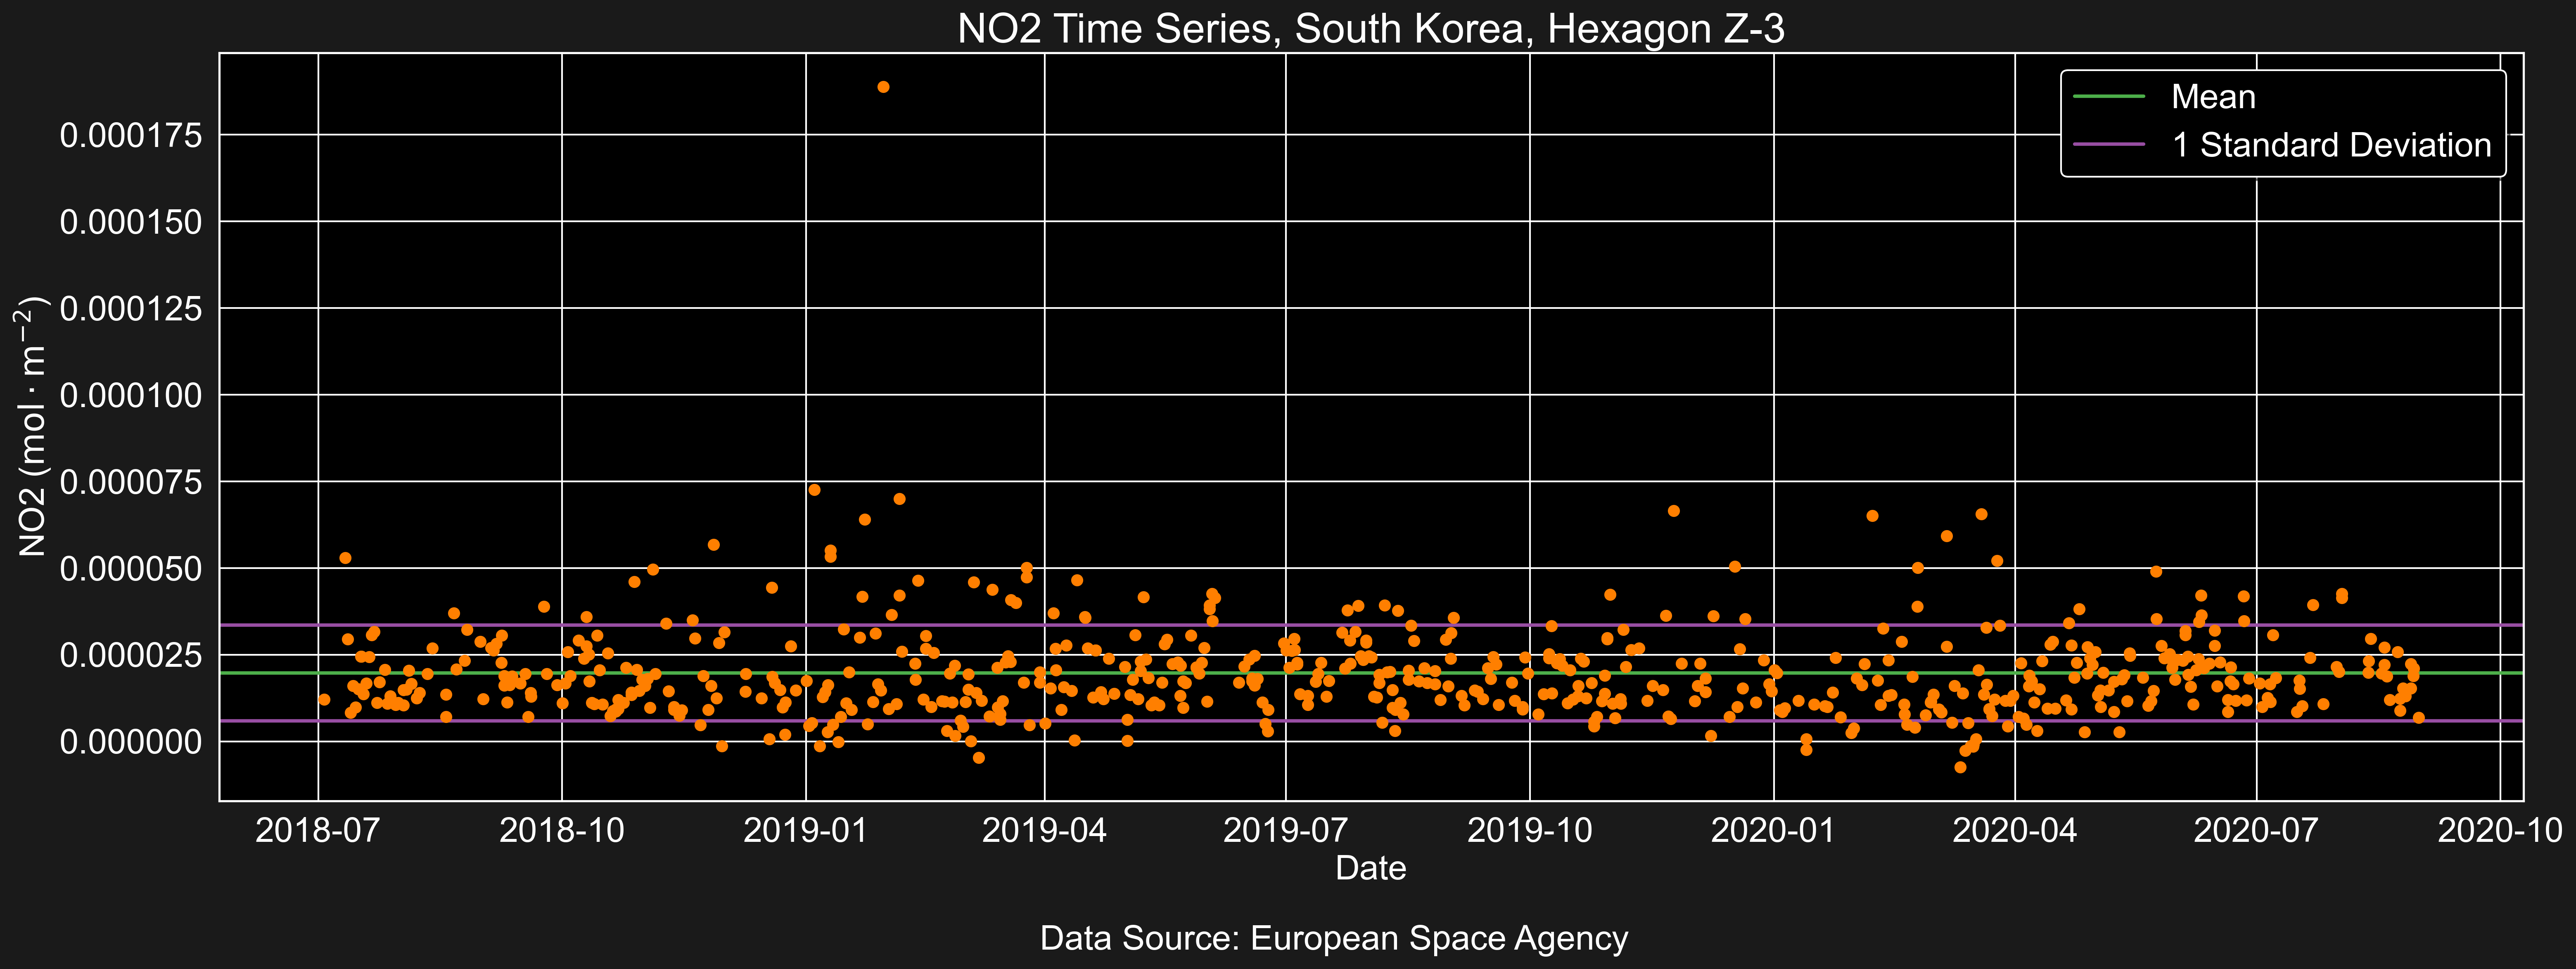 NO2 Time Series, South Korea, Hexagon Z-3
Mean
1 Standard Deviation
NO2 (mol · m⁻²)
0.000175
0.000150
0.000125
0.000100
0.000075
0.000050
0.000025
0.000000
2018-07 2018-10 2019-01 2019-04 2019-07 2019-10 2020-01 2020-04 2020-07 2020-10
Date
Data Source: European Space Agency